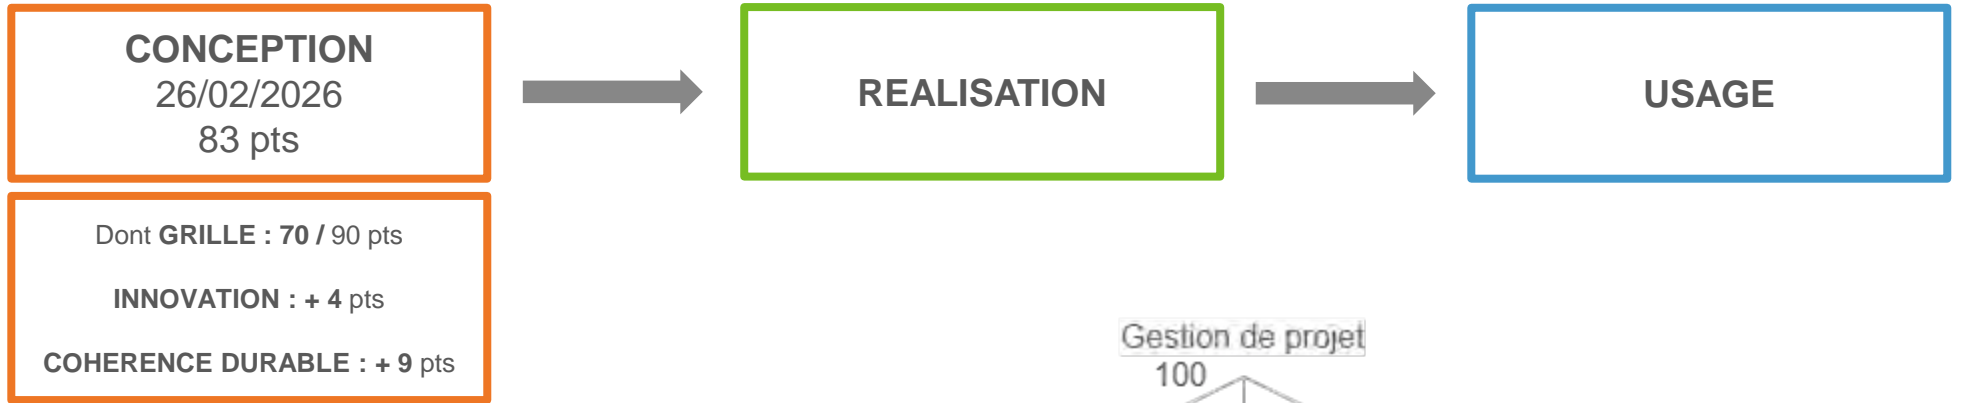 CONCEPTION
26/02/2026
83 pts
REALISATION
USAGE
Dont GRILLE : 70 / 90 pts
INNOVATION : + 4 pts
COHERENCE DURABLE : + 9 pts
Gestion de projet
100